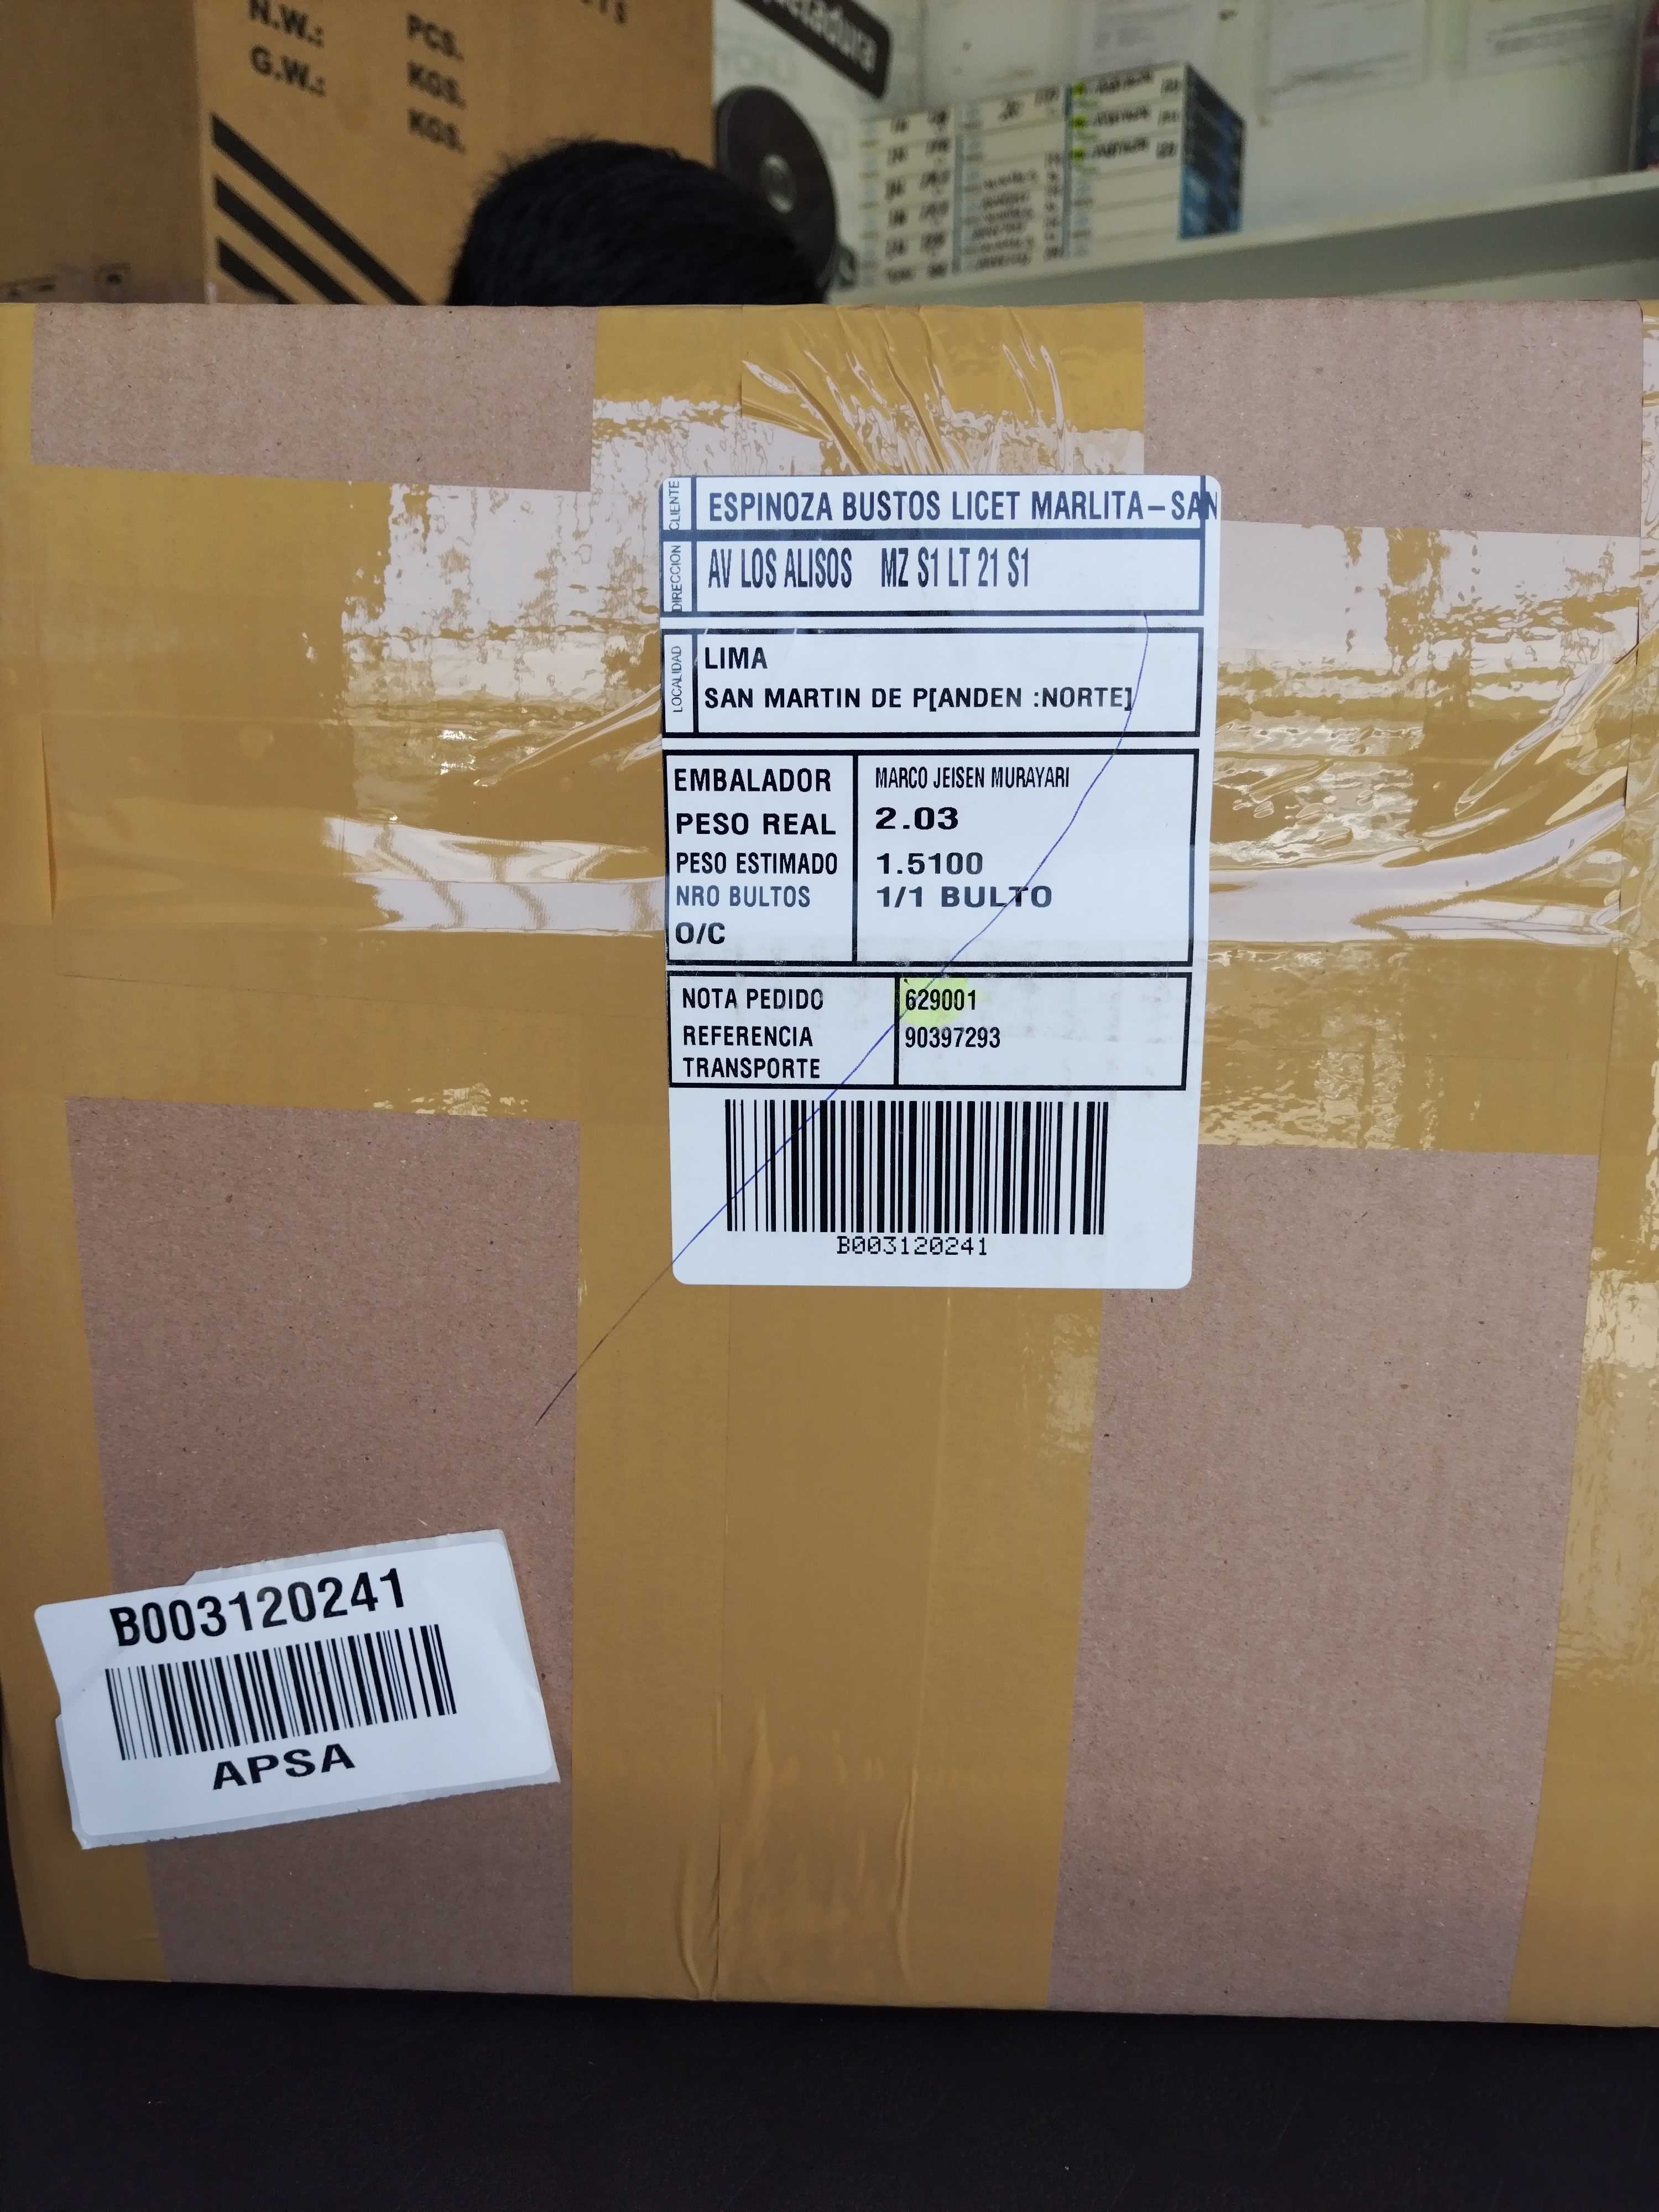 N.W.:
G.W.:
PCS.
KGS.
KGS.
CLIENTE
ESPINOZA BUSTOS LICET MARLITA-SAN
DIRECCION
AV LOS ALISOS MZ S1 LT 21 S1
LOCALIDAD
LIMA
SAN MARTIN DE P[ANDEN :NORTE]
EMBALADOR MARCO JEISEN MURAYARI
PESO REAL 2.03
PESO ESTIMADO 1.5100
NRO BULTOS 1/1 BULTO
O/C
NOTA PEDIDO 629001
REFERENCIA 90397293
TRANSPORTE
B003120241
B003120241
APSA